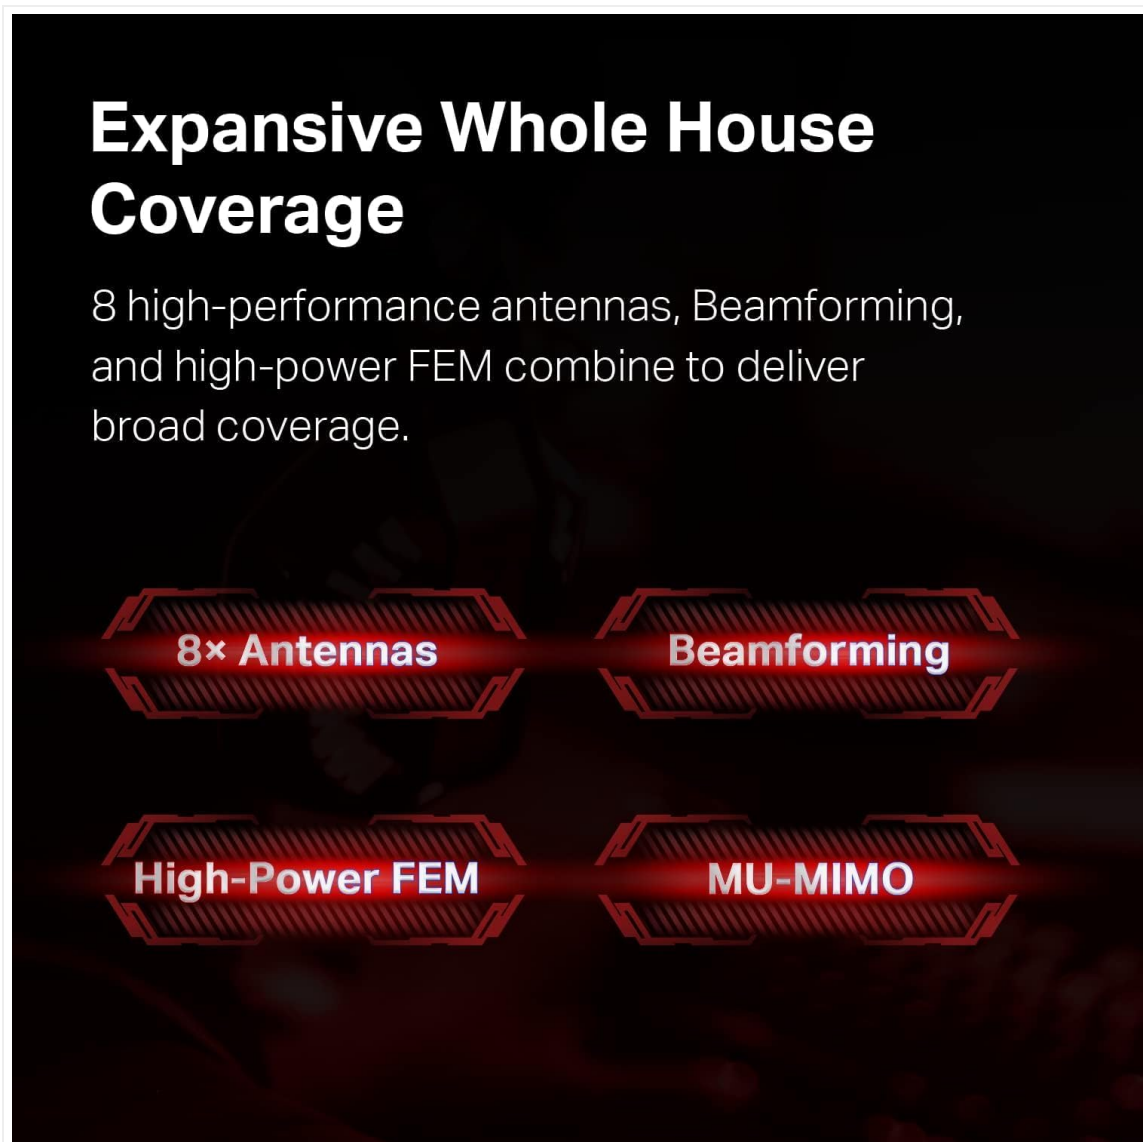 Expansive Whole House
Coverage
8 high-performance antennas, Beamforming,
and high-power FEM combine to deliver
broad coverage.
8× Antennas
Beamforming
High-Power FEM
MU-MIMO